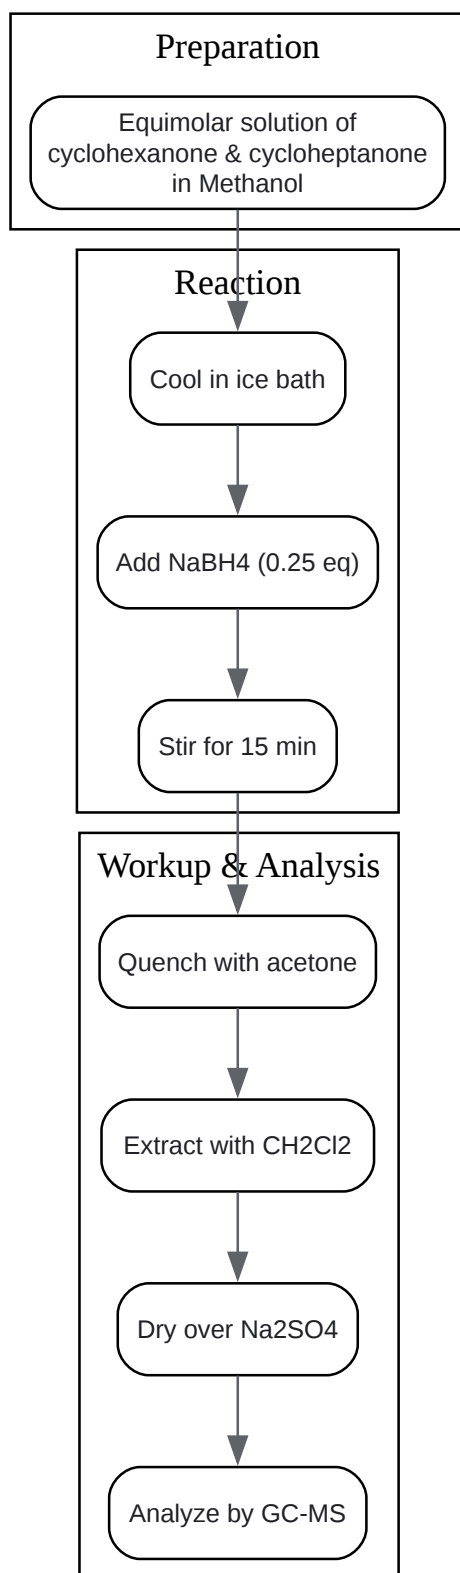 Preparation
Equimolar solution of
cyclohexanone & cycloheptanone
in Methanol
Reaction
Cool in ice bath
Add NaBH4 (0.25 eq)
Stir for 15 min
Workup & Analysis
Quench with acetone
Extract with CH2Cl2
Dry over Na2SO4
Analyze by GC-MS